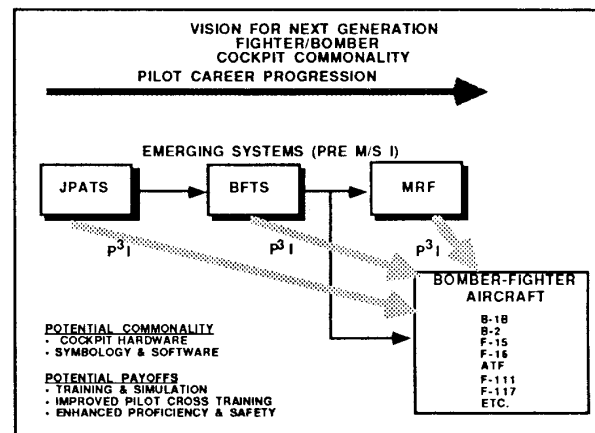 VISION FOR NEXT GENERATION
FIGHTER/BOMBER
COCKPIT COMMONALITY
PILOT CAREER PROGRESSION
EMERGING SYSTEMS (PRE M/S I)
JPATS
BFTS
MRF
P³I
P³I
P³I
BOMBER-FIGHTER
AIRCRAFT
B-1B
B-2
F-15
F-16
ATF
F-111
F-117
ETC.
POTENTIAL COMMONALITY
• COCKPIT HARDWARE
• SYMBOLOGY & SOFTWARE
POTENTIAL PAYOFFS
• TRAINING & SIMULATION
• IMPROVED PILOT CROSS TRAINING
• ENHANCED PROFICIENCY & SAFETY